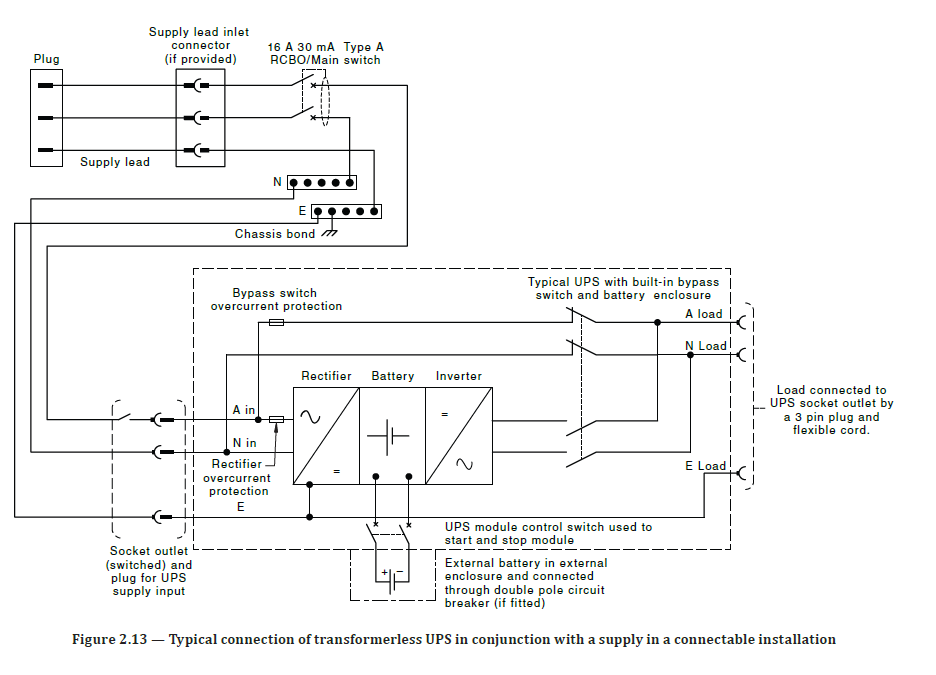 Supply lead inlet
connector
(if provided)
Plug
16 A 30 mA Type A
RCBO/Main switch
Supply lead
N
E
Chassis bond
Typical UPS with built-in bypass
switch and battery enclosure
Bypass switch
overcurrent protection
A load
N Load
Rectifier
Battery
Inverter
=
=
A in
N in
Rectifier
overcurrent
protection
E
Load connected to
UPS socket outlet by
a 3 pin plug and
flexible cord.
E Load
UPS module control switch used to
start and stop module
Socket outlet
(switched) and
plug for UPS
supply input
+ −
External battery in external
enclosure and connected
through double pole circuit
breaker (if fitted)
Figure 2.13 — Typical connection of transformerless UPS in conjunction with a supply in a connectable installation